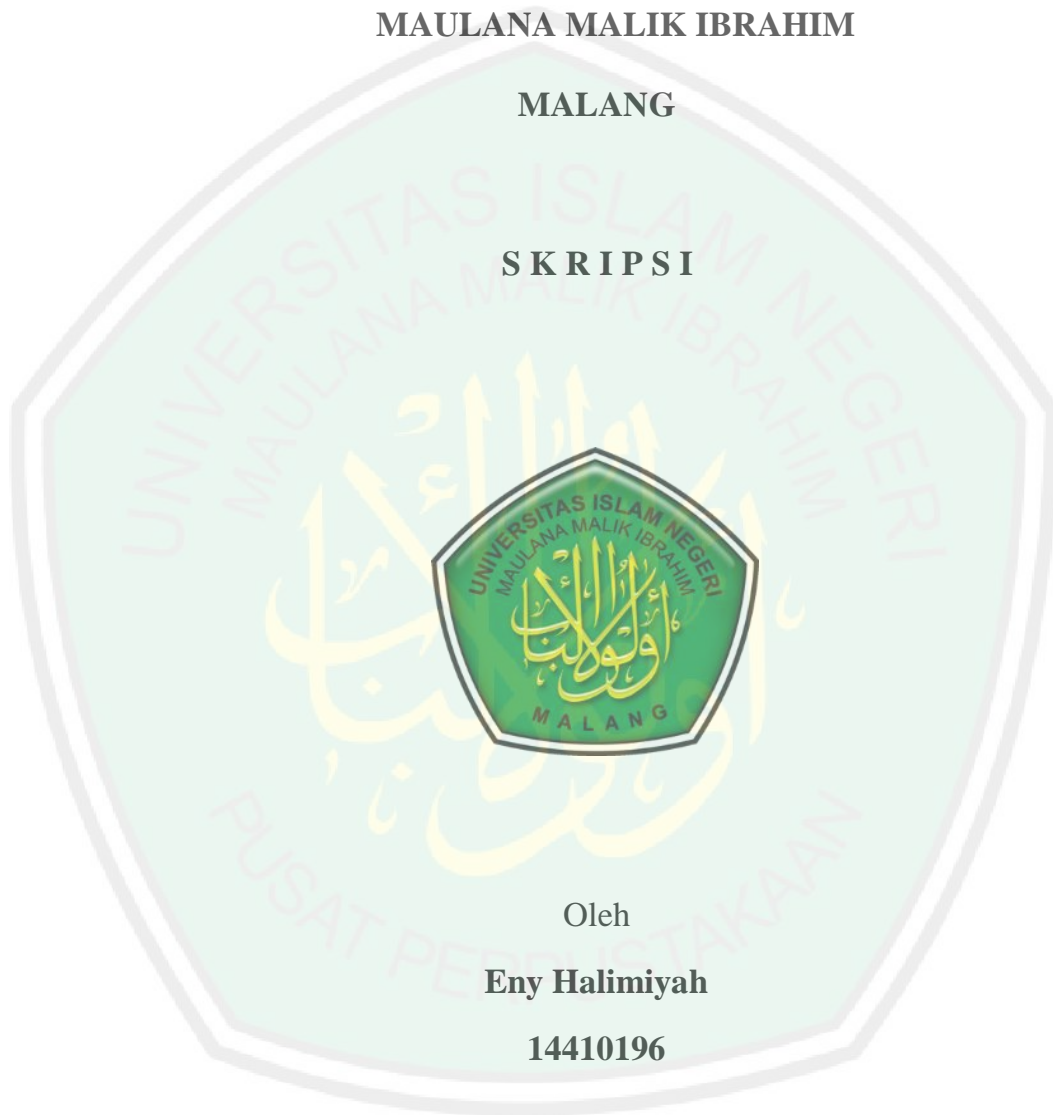 MAULANA MALIK IBRAHIM
MALANG
S K R I P S I
UNIVERSITAS ISLAM NEGERI
MAULANA MALIK IBRAHIM
PUSAT PERPUSTAKAAN
UNIVERSITAS ISLAM NEGERI
MAULANA MALIK IBRAHIM
أولو الألباب
MALANG
Oleh
Eny Halimiyah
14410196